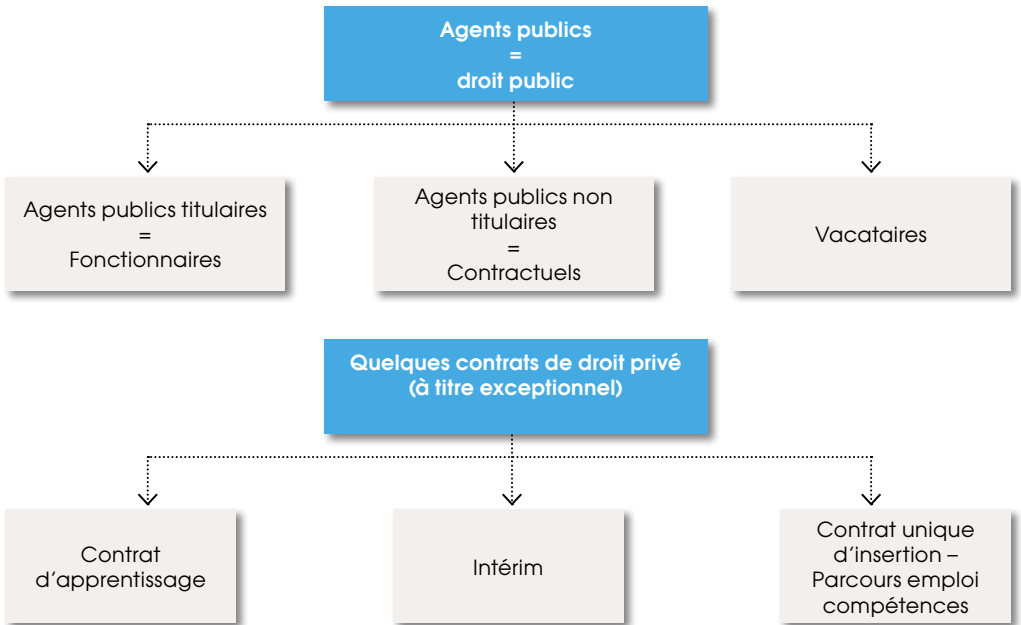 Agents publics
=
droit public
Agents publics titulaires
=
Fonctionnaires
Agents publics non
titulaires
=
Contractuels
Vacataires
Quelques contrats de droit privé
(à titre exceptionnel)
Contrat
d'apprentissage
Intérim
Contrat unique
d'insertion –
Parcours emploi
compétences